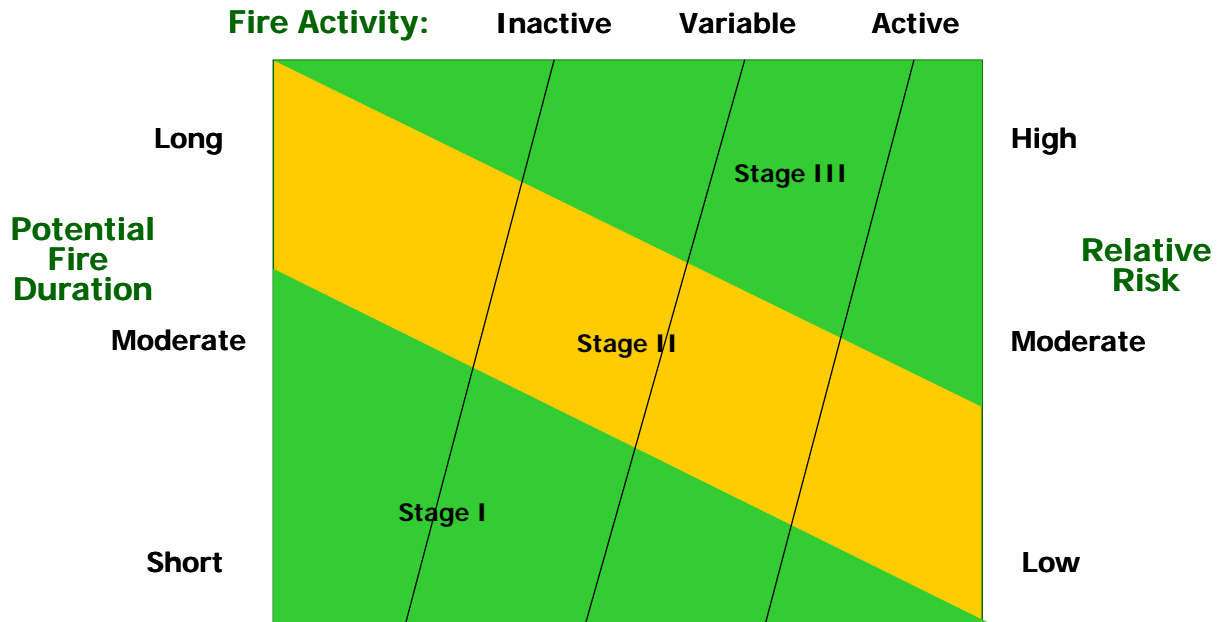 Fire Activity: Inactive Variable Active
Long
High
Stage III
Potential
Fire
Duration
Relative
Risk
Moderate
Stage II
Moderate
Stage I
Short
Low